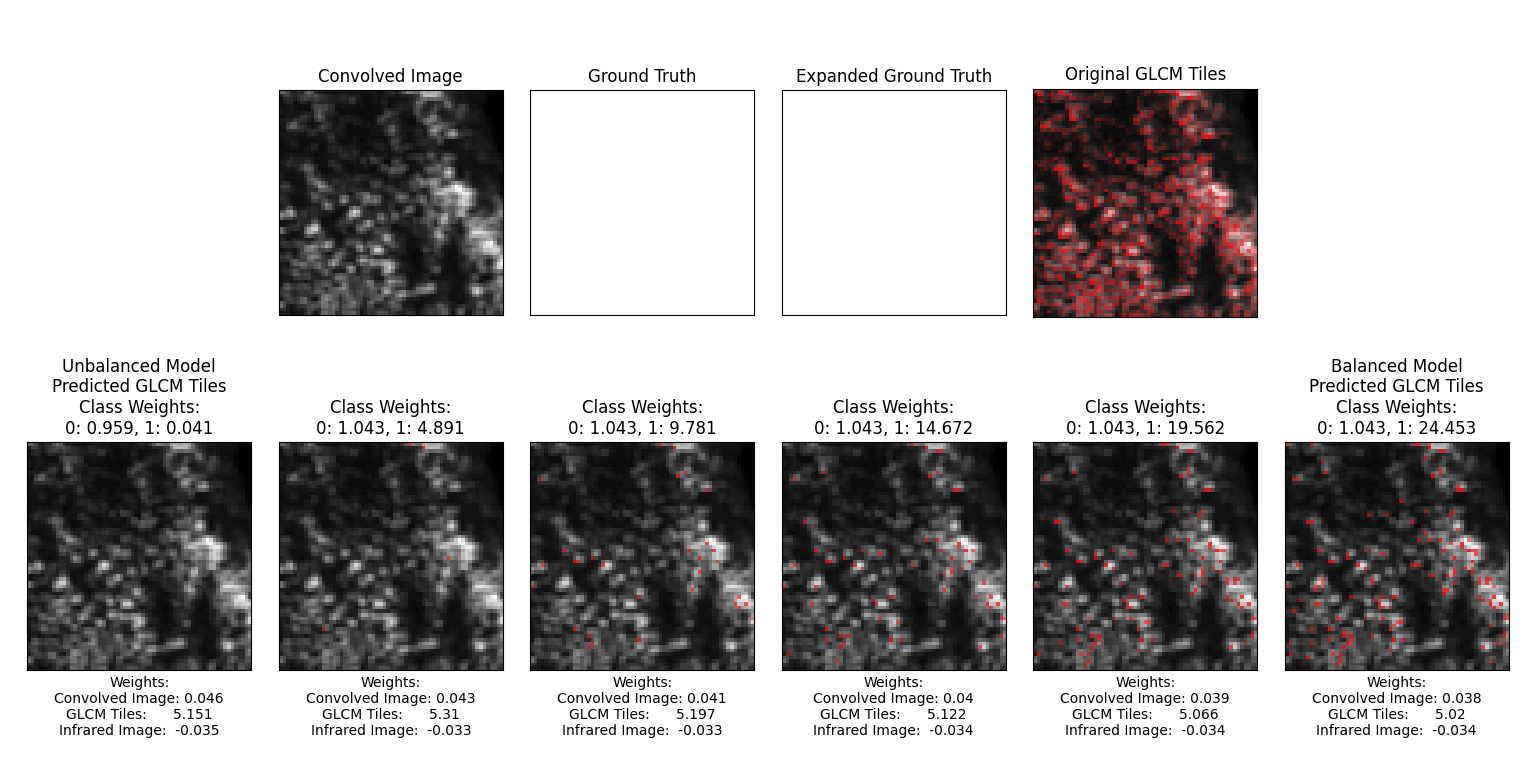 Convolved Image
Ground Truth
Expanded Ground Truth
Original GLCM Tiles
Unbalanced Model
Predicted GLCM Tiles
Class Weights:
0: 0.959, 1: 0.041
Class Weights:
0: 1.043, 1: 4.891
Class Weights:
0: 1.043, 1: 9.781
Class Weights:
0: 1.043, 1: 14.672
Class Weights:
0: 1.043, 1: 19.562
Balanced Model
Predicted GLCM Tiles
Class Weights:
0: 1.043, 1: 24.453
Weights:
Convolved Image: 0.046
GLCM Tiles: 5.151
Infrared Image: -0.035
Weights:
Convolved Image: 0.043
GLCM Tiles: 5.31
Infrared Image: -0.033
Weights:
Convolved Image: 0.041
GLCM Tiles: 5.197
Infrared Image: -0.033
Weights:
Convolved Image: 0.04
GLCM Tiles: 5.122
Infrared Image: -0.034
Weights:
Convolved Image: 0.039
GLCM Tiles: 5.066
Infrared Image: -0.034
Weights:
Convolved Image: 0.038
GLCM Tiles: 5.02
Infrared Image: -0.034